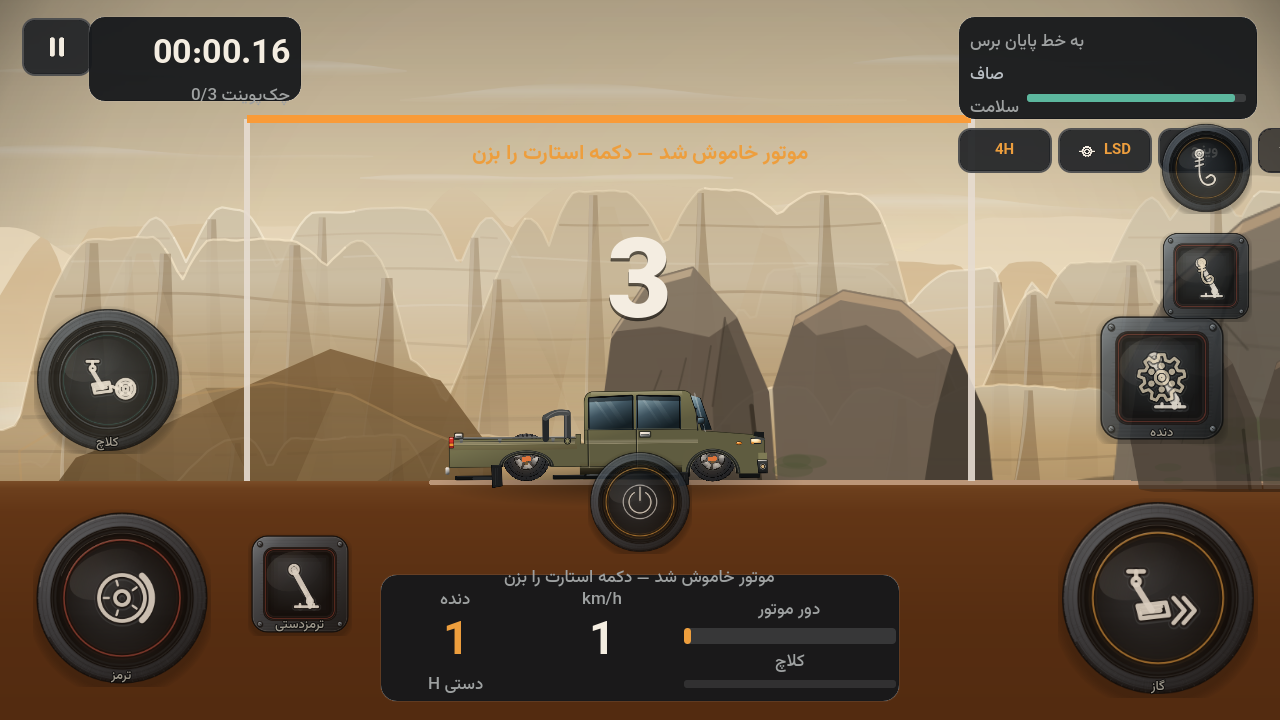 00:00.16
چک‌پوینت 0/3
به خط پایان برس
صاف
سلامت
4H
LSD
وینچ
موتور خاموش شد – دکمه استارت را بزن
3
کلاچ
دنده
ترمز
ترمزدستی
گاز
موتور خاموش شد – دکمه استارت را بزن
دنده
km/h
دور موتور
1
1
کلاچ
دستی H